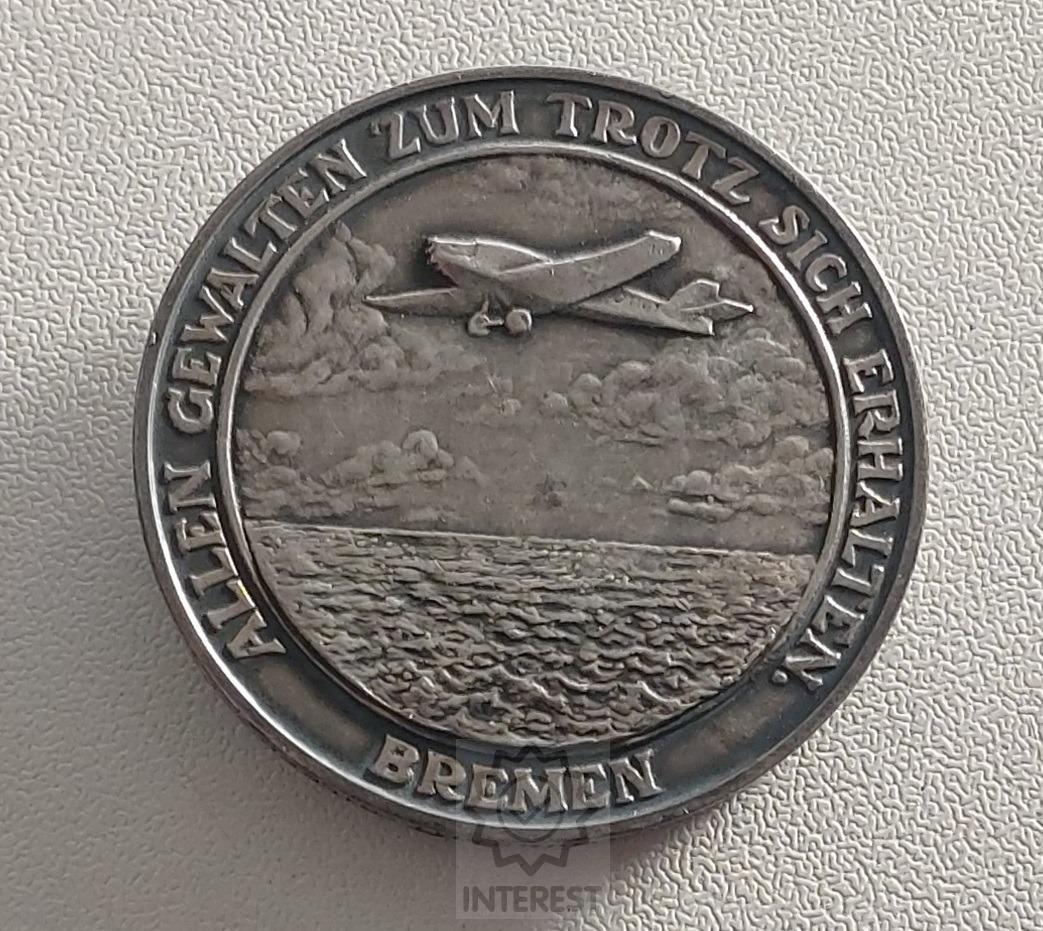 ALLEN GEWALTEN ZUM TROTZ SICH ERHALTEN.
BREMEN
INTEREST